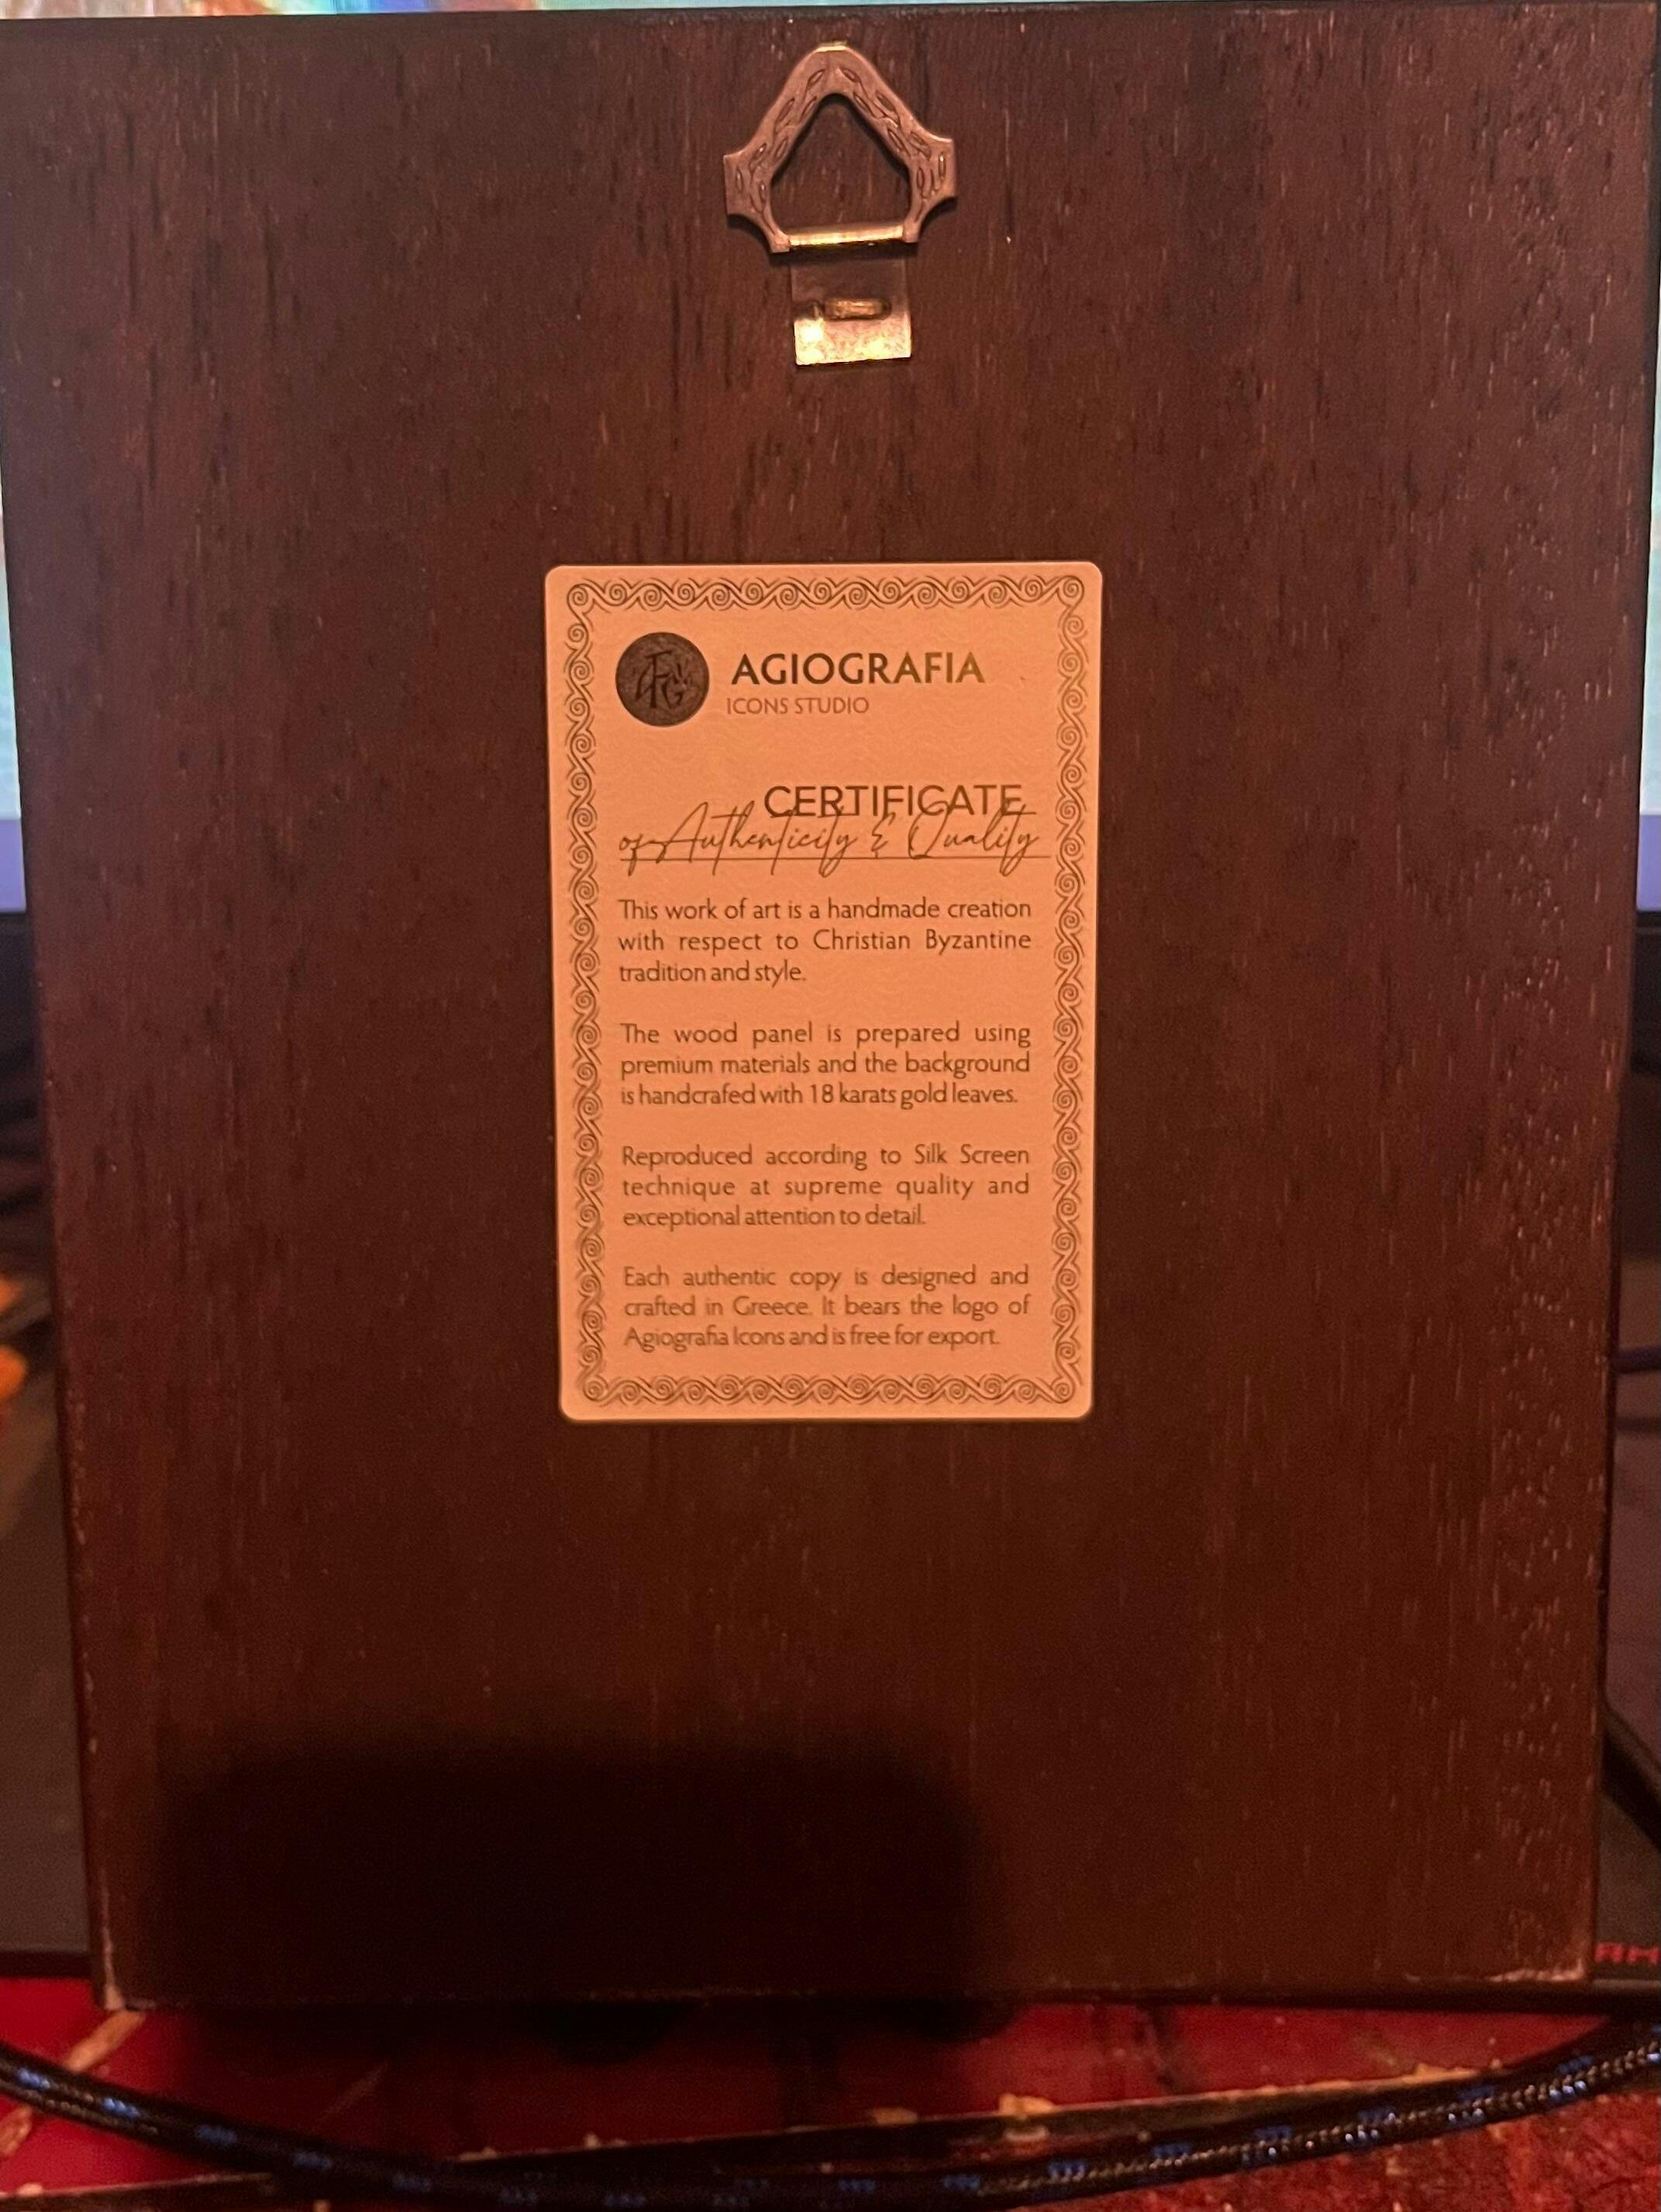 AGIOGRAFIA
ICONS STUDIO
CERTIFICATE
of Authenticity & Quality
This work of art is a handmade creation
with respect to Christian Byzantine
tradition and style.
The wood panel is prepared using
premium materials and the background
is handcrafed with 18 karats gold leaves.
Reproduced according to Silk Screen
technique at supreme quality and
exceptional attention to detail.
Each authentic copy is designed and
crafted in Greece. It bears the logo of
Agiografia Icons and is free for export.